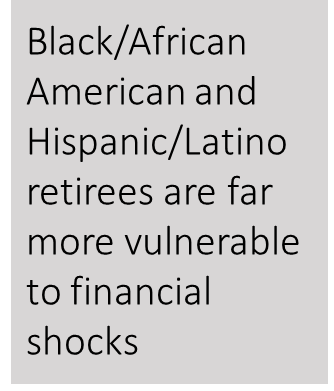 Black/African
American and
Hispanic/Latino
retirees are far
more vulnerable
to financial
shocks